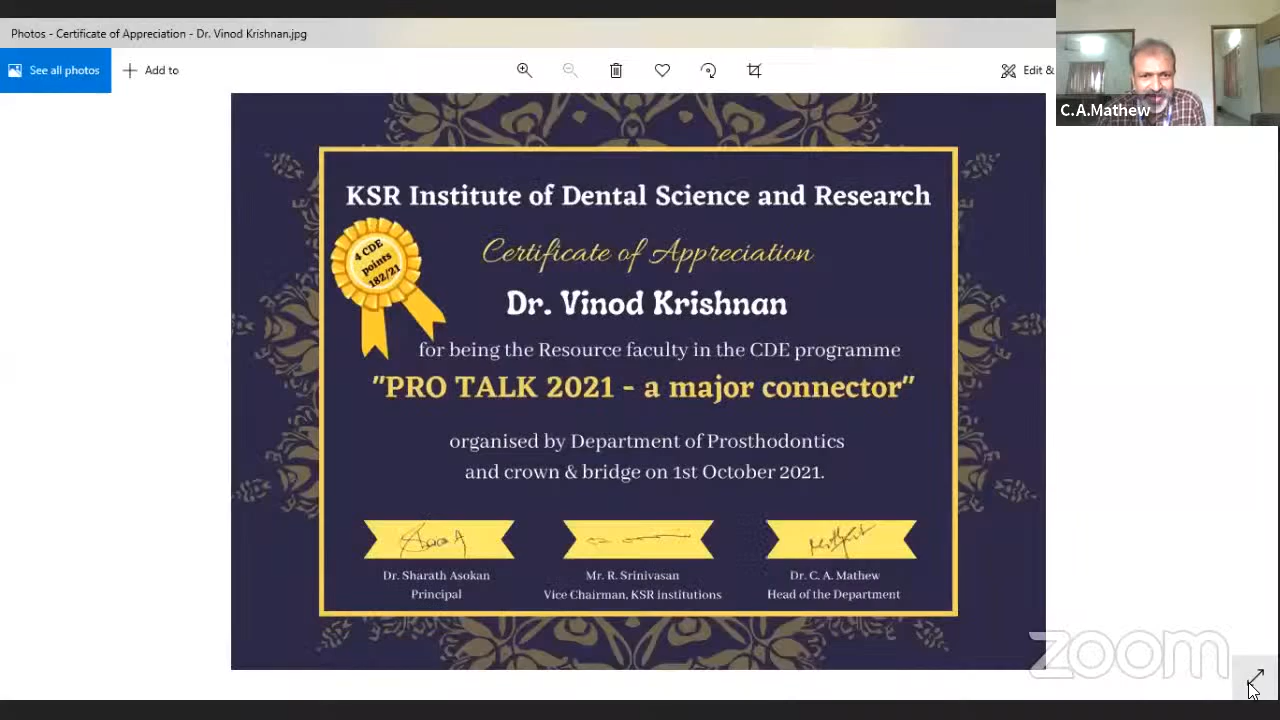 Photos - Certificate of Appreciation - Dr. Vinod Krishnan.jpg
See all photos
Add to
Edit &
C.A.Mathew
KSR Institute of Dental Science and Research
4 CDE
points
182/21
Certificate of Appreciation
Dr. Vinod Krishnan
for being the Resource faculty in the CDE programme
"PRO TALK 2021 - a major connector"
organised by Department of Prosthodontics
and crown & bridge on 1st October 2021.
Dr. Sharath Asokan
Principal
Mr. R. Srinivasan
Vice Chairman, KSR institutions
Dr. C. A. Mathew
Head of the Department
zoom